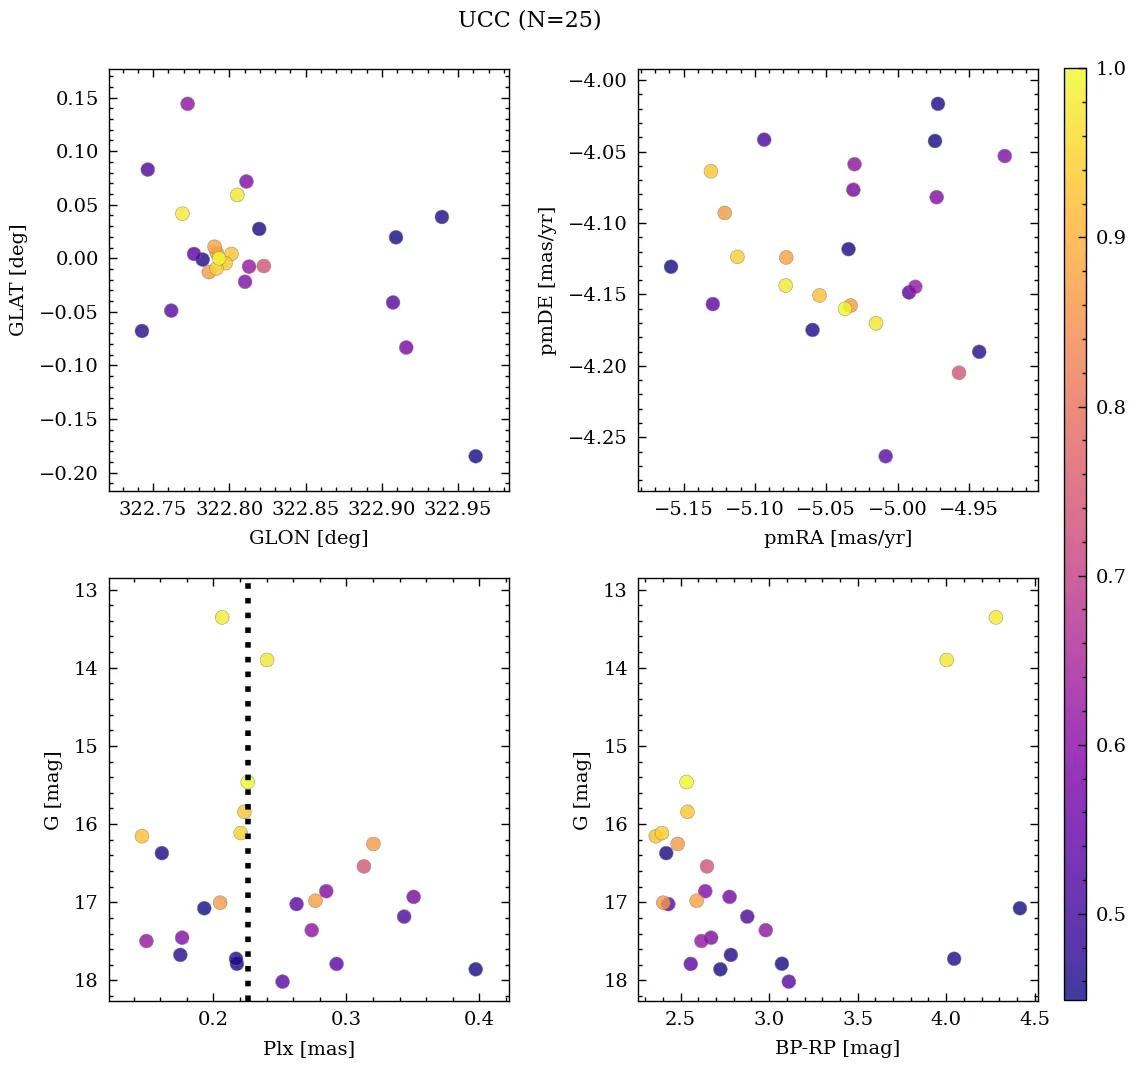 UCC (N=25)
0.15
0.10
0.05
0.00
−0.05
−0.10
−0.15
−0.20
GLAT [deg]
322.75 322.80 322.85 322.90 322.95
GLON [deg]
−4.00
−4.05
−4.10
−4.15
−4.20
−4.25
pmDE [mas/yr]
−5.15 −5.10 −5.05 −5.00 −4.95
pmRA [mas/yr]
1.0
0.9
0.8
0.7
0.6
0.5
13
14
15
16
17
18
G [mag]
0.2 0.3 0.4
Plx [mas]
13
14
15
16
17
18
G [mag]
2.5 3.0 3.5 4.0 4.5
BP-RP [mag]